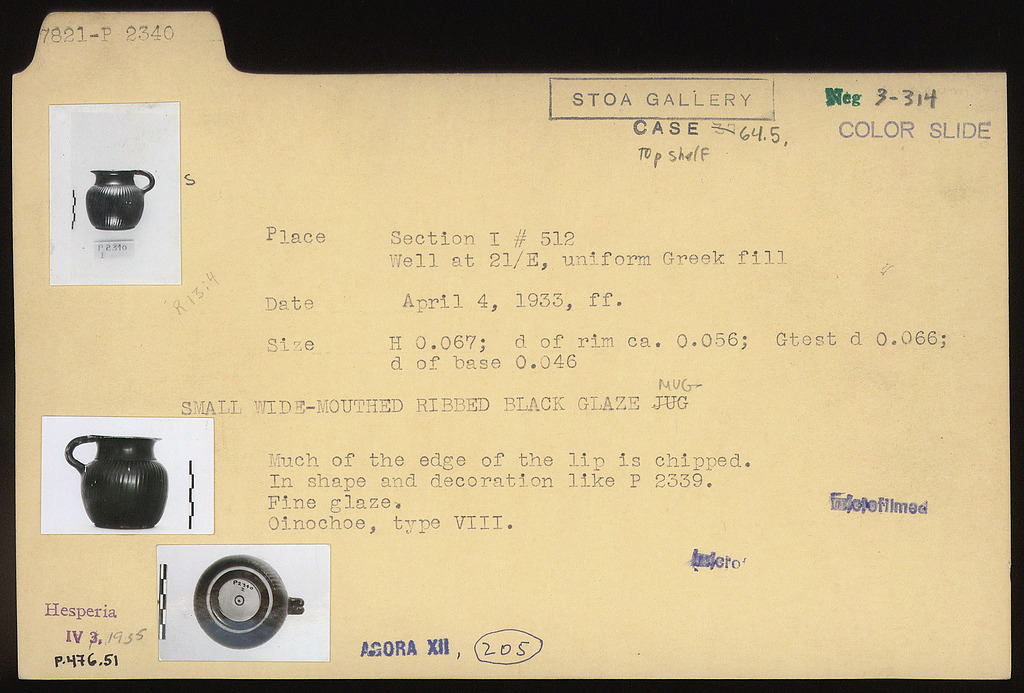 7821-P 2340
STOA GALLERY
CASE 64.5,
Top shelf
Neg 3-314
COLOR SLIDE
S
P 2340
I
R 13:4
Place Section I # 512
Well at 21/E, uniform Greek fill
Date April 4, 1933, ff.
Size H 0.067; d of rim ca. 0.056; Gtest d 0.066;
d of base 0.046
MUG
SMALL WIDE-MOUTHED RIBBED BLACK GLAZE JUG
Much of the edge of the lip is chipped.
In shape and decoration like P 2339.
Fine glaze.
Oinochoe, type VIII.
Microfilmed
Micro
P2340
I
Hesperia
IV 3, 1935
P.476.51
AGORA XII, 205